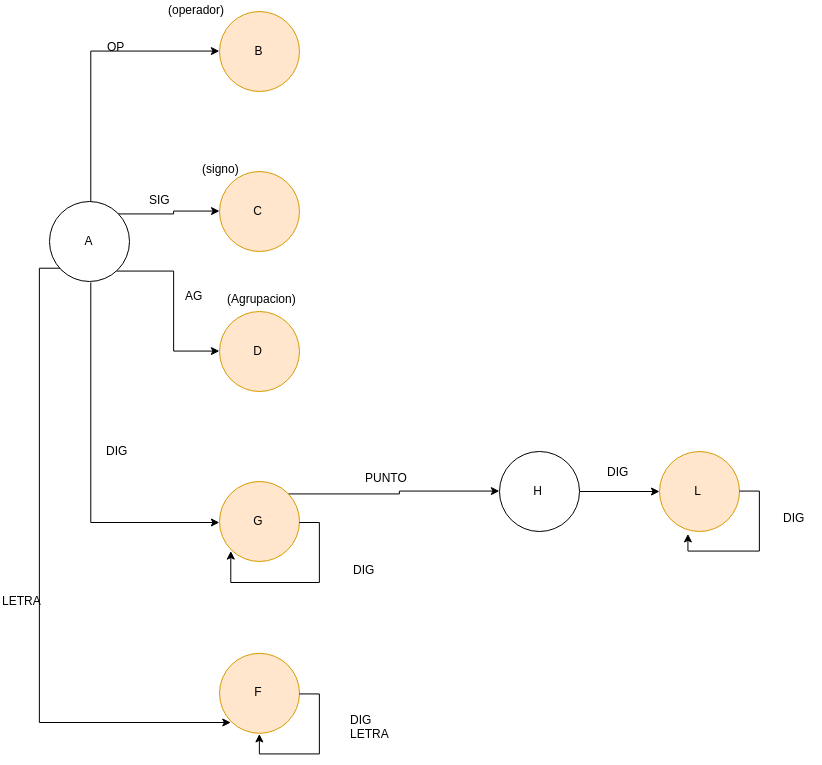 (operador)
OP
B
(signo)
SIG
C
A
AG
(Agrupacion)
D
DIG
PUNTO
DIG
H
L
DIG
G
DIG
LETRA
F
DIG
LETRA